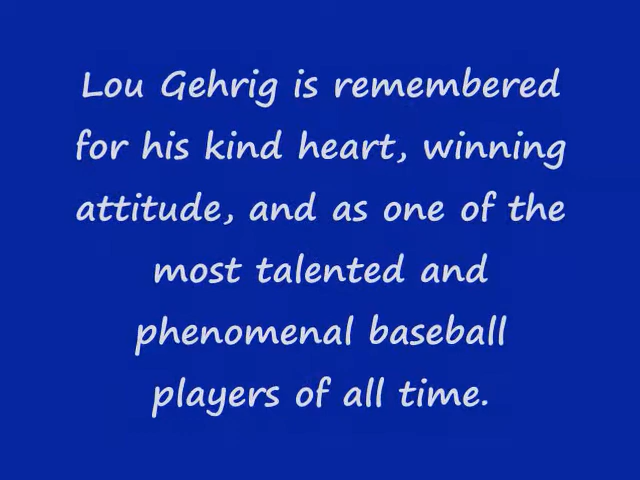 Lou Gehrig is remembered
for his kind heart, winning
attitude, and as one of the
most talented and
phenomenal baseball
players of all time.